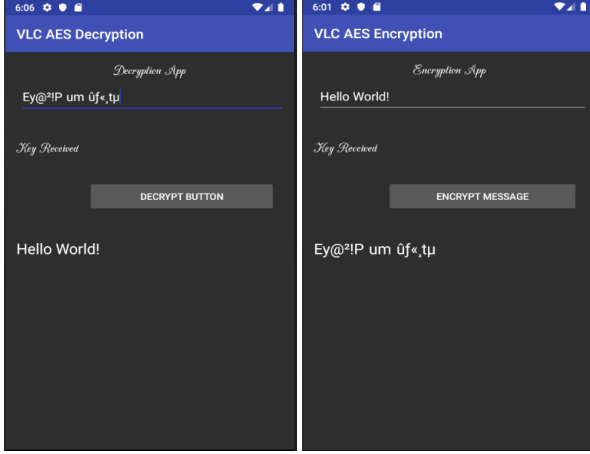 6:06
VLC AES Decryption
Decryption App
Ey@²!P um ûƒ«¸tµ
Key Received
DECRYPT BUTTON
Hello World!
6:01
VLC AES Encryption
Encryption App
Hello World!
Key Received
ENCRYPT MESSAGE
Ey@²!P um ûƒ«¸tµ